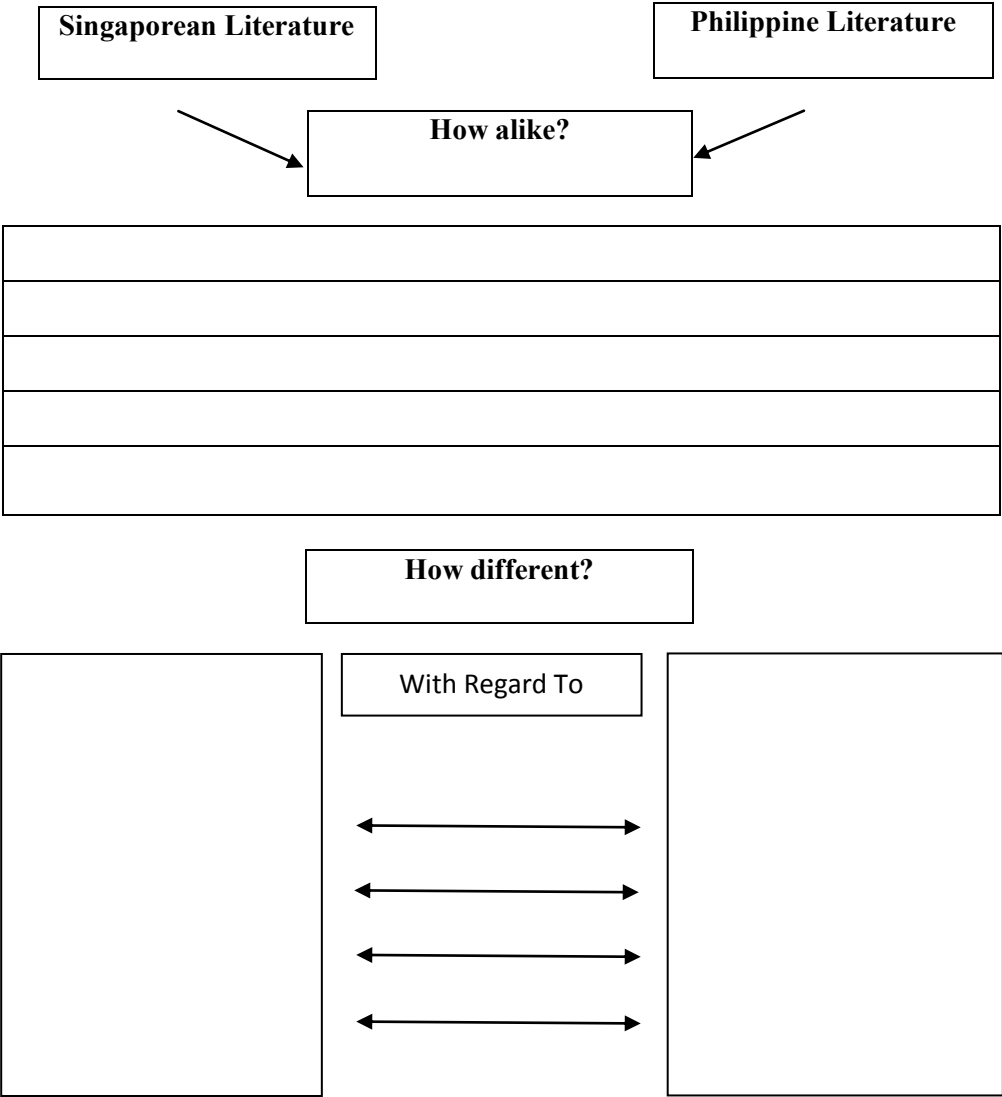 Singaporean Literature
Philippine Literature
How alike?
How different?
With Regard To